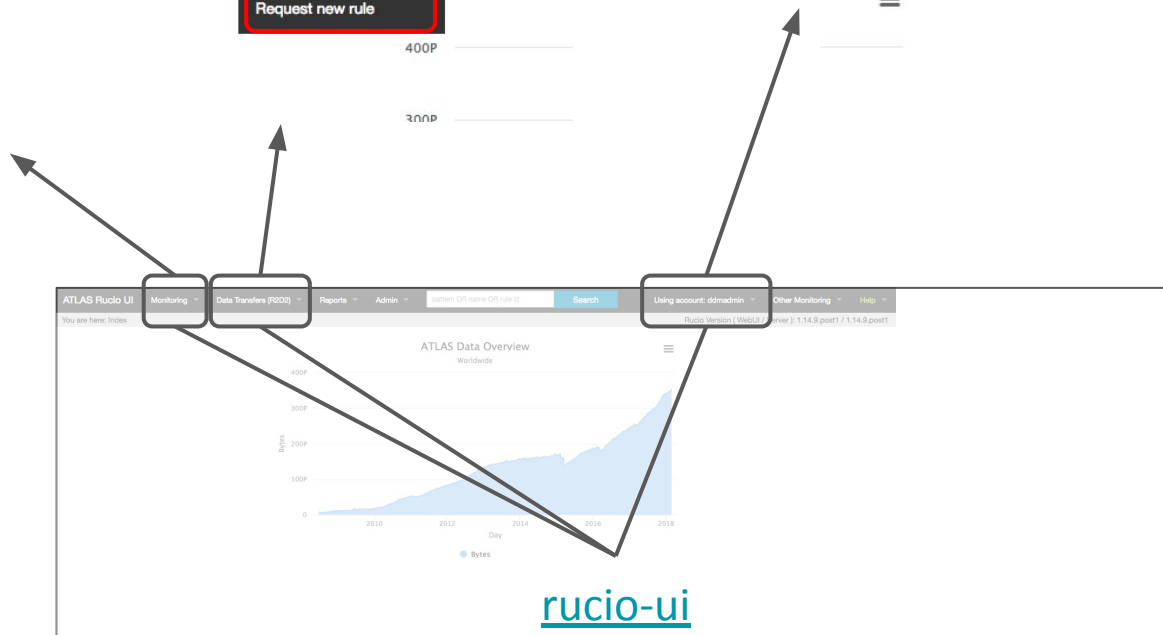 Request new rule
400P
300P
ATLAS Rucio UI Monitoring Data Transfers (R2D2) Reports Admin pattern OR name OR rule id Search Using account: ddmadmin Other Monitoring Help
You are here: Index Rucio Version ( WebUI / Server ): 1.14.9.post1 / 1.14.9.post1
ATLAS Data Overview
Worldwide
400P
300P
200P
100P
0
Bytes
2010 2012 2014 2016 2018
Day
Bytes
rucio-ui